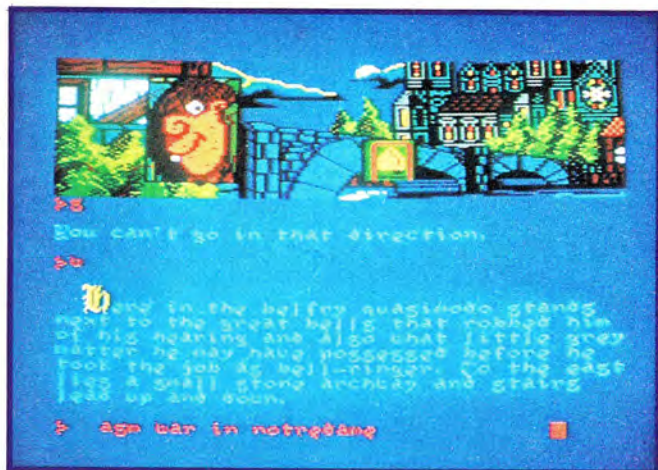 >s
You can't go in that direction.
>u
Here in the belfry quasimodo stands
next to the great bells that robbed him
of his hearing and also that little grey
matter he may have possessed before he
took the job as bell-ringer. To the east
lies a small stone archway and stairs
lead up and down.
> war in notredame